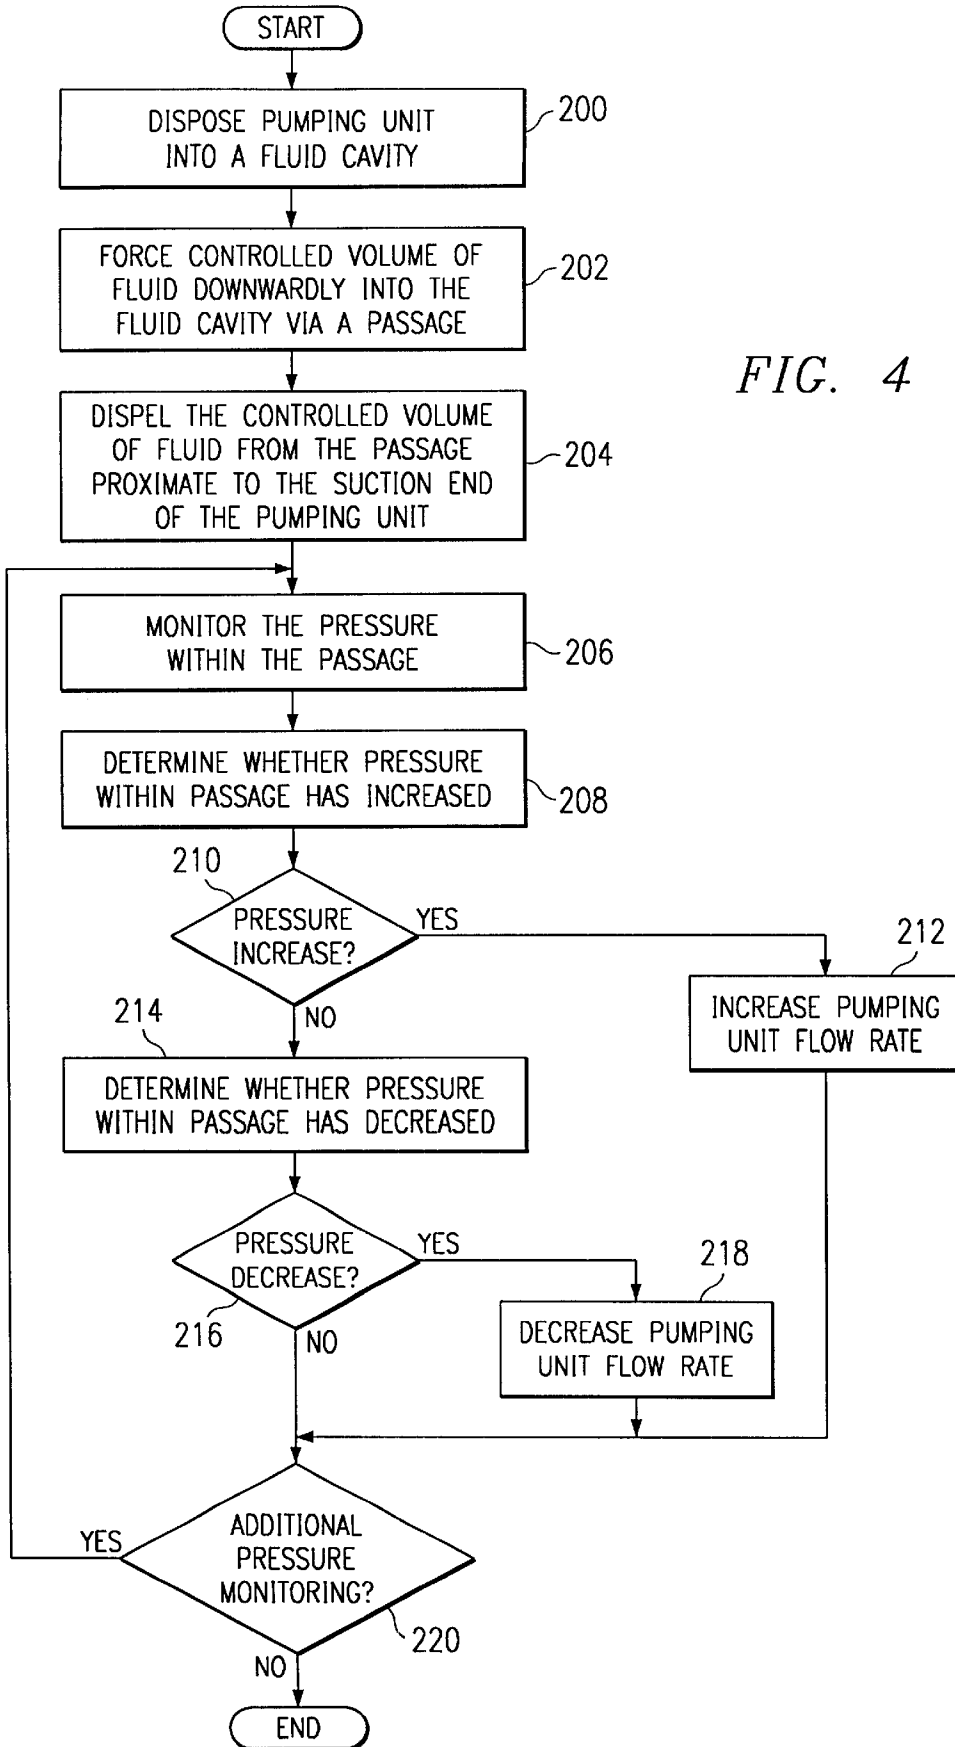 START
DISPOSE PUMPING UNIT
INTO A FLUID CAVITY
200
FORCE CONTROLLED VOLUME OF
FLUID DOWNWARDLY INTO THE
FLUID CAVITY VIA A PASSAGE
202
FIG. 4
DISPEL THE CONTROLLED VOLUME
OF FLUID FROM THE PASSAGE
PROXIMATE TO THE SUCTION END
OF THE PUMPING UNIT
204
MONITOR THE PRESSURE
WITHIN THE PASSAGE
206
DETERMINE WHETHER PRESSURE
WITHIN PASSAGE HAS INCREASED
208
210
PRESSURE
INCREASE?
YES
NO
212
INCREASE PUMPING
UNIT FLOW RATE
214
DETERMINE WHETHER PRESSURE
WITHIN PASSAGE HAS DECREASED
PRESSURE
DECREASE?
YES
216
NO
218
DECREASE PUMPING
UNIT FLOW RATE
YES
ADDITIONAL
PRESSURE
MONITORING?
220
NO
END